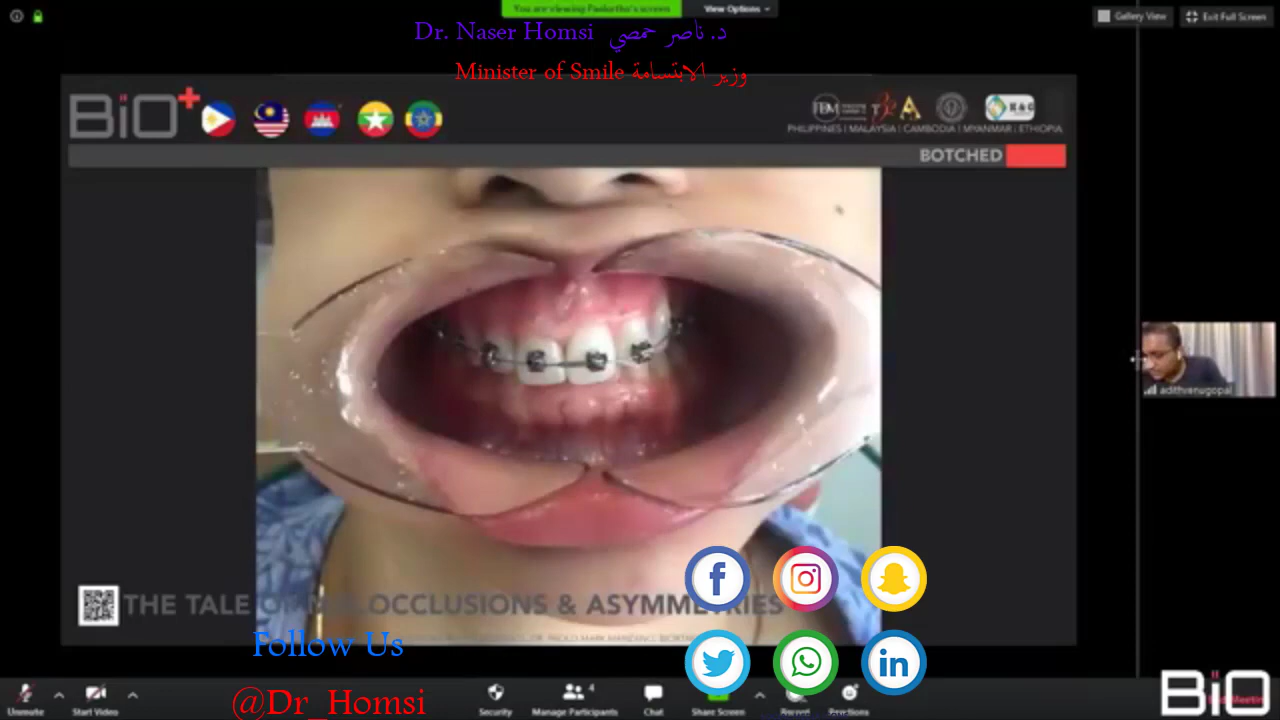 You are viewing Paolartho's screen
View Options
Gallery View
Exit Full Screen
Dr. Naser Homsi د. ناصر حمصي
Minister of Smile وزير الابتسامة
BiO+
K&G
PHILIPPINES | MALAYSIA | CAMBODIA | MYANMAR | ETHIOPIA
BOTCHED
adithvenugopal
THE TALE OF MALOCCLUSIONS & ASYMMETRIES
Follow Us
@Dr_Homsi
Unmute
Start Video
Security
Manage Participants
4
Chat
Share Screen
Record
Reactions
BiO